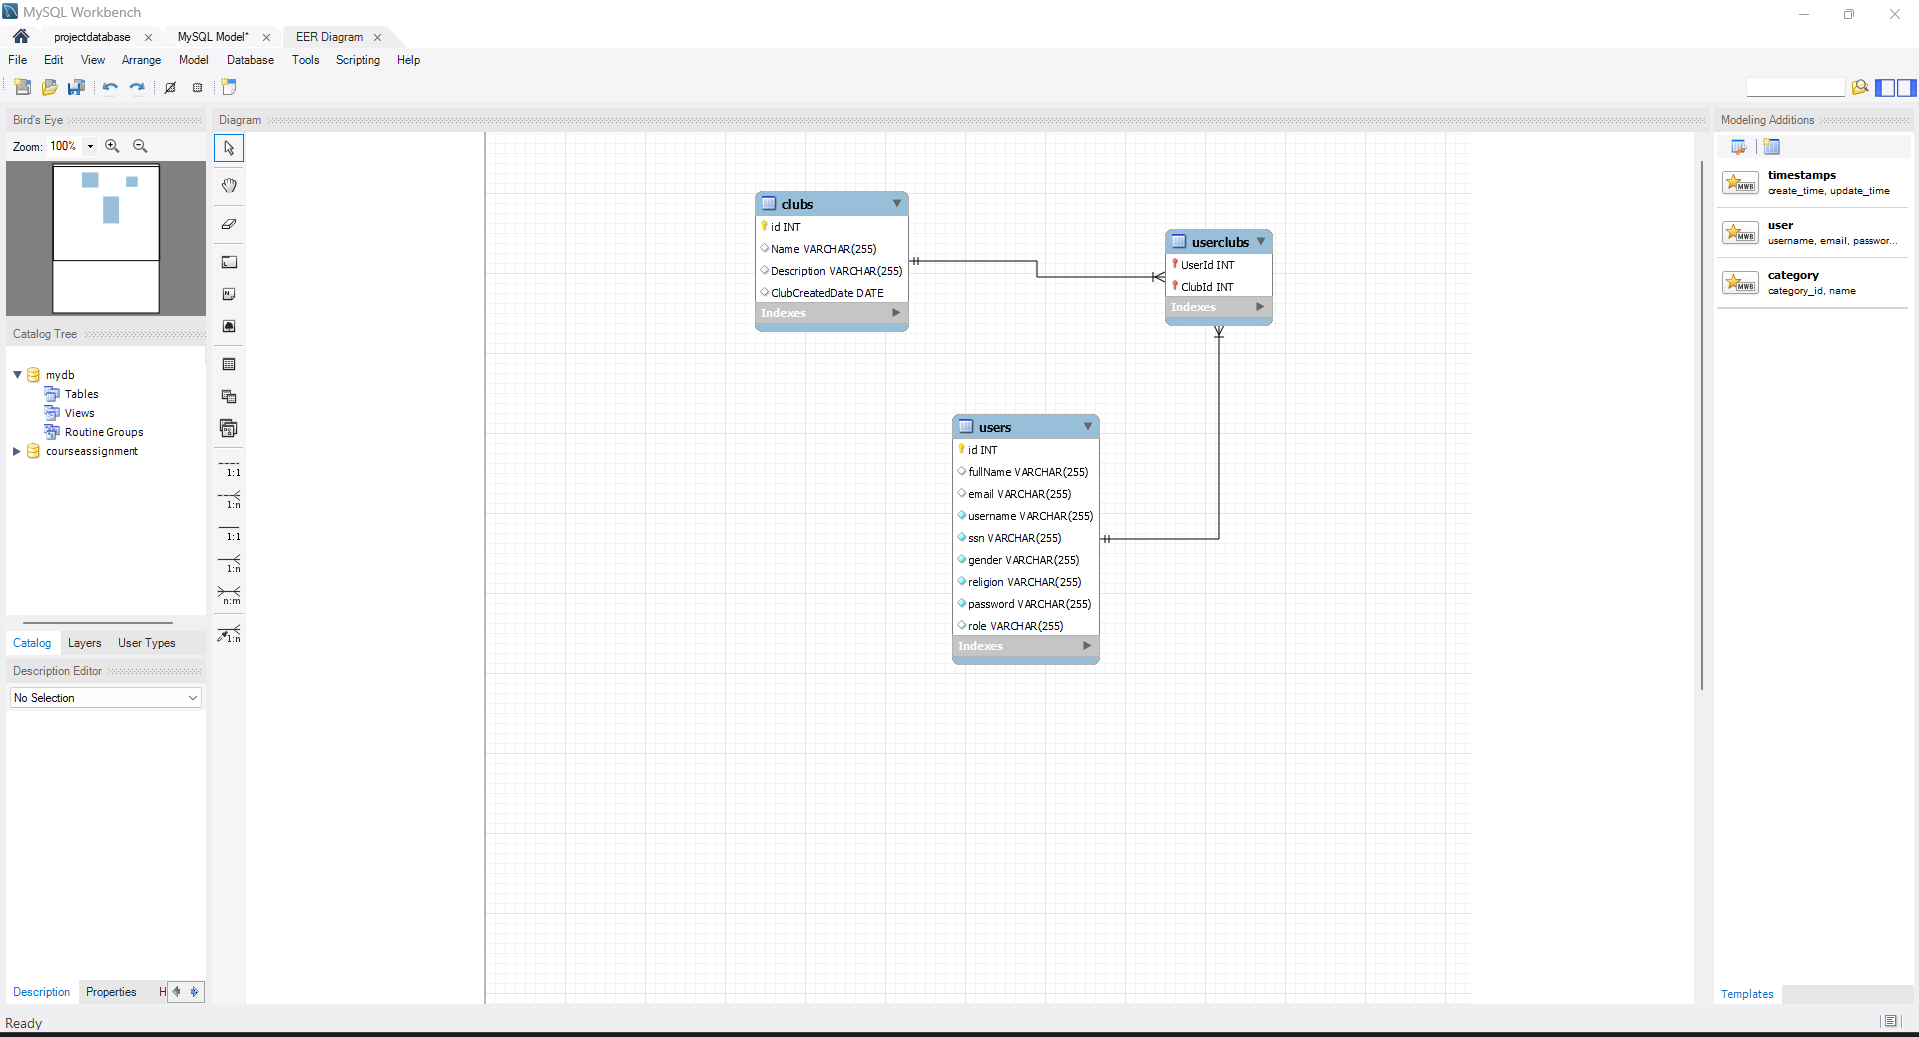 MySQL Workbench
projectdatabase
MySQL Model*
EER Diagram
File Edit View Arrange Model Database Tools Scripting Help
Bird's Eye
Zoom: 100%
Catalog Tree
mydb
Tables
Views
Routine Groups
courseassignment
Catalog Layers User Types
Description Editor
No Selection
Description Properties H
Ready
Diagram
1:1
1:n
1:1
1:n
n:m
1:n
clubs
id INT
Name VARCHAR(255)
Description VARCHAR(255)
ClubCreatedDate DATE
Indexes
userclubs
UserId INT
ClubId INT
Indexes
users
id INT
fullName VARCHAR(255)
email VARCHAR(255)
username VARCHAR(255)
ssn VARCHAR(255)
gender VARCHAR(255)
religion VARCHAR(255)
password VARCHAR(255)
role VARCHAR(255)
Indexes
Modeling Additions
MWB
timestamps
create_time, update_time
MWB
user
username, email, passwor...
MWB
category
category_id, name
Templates